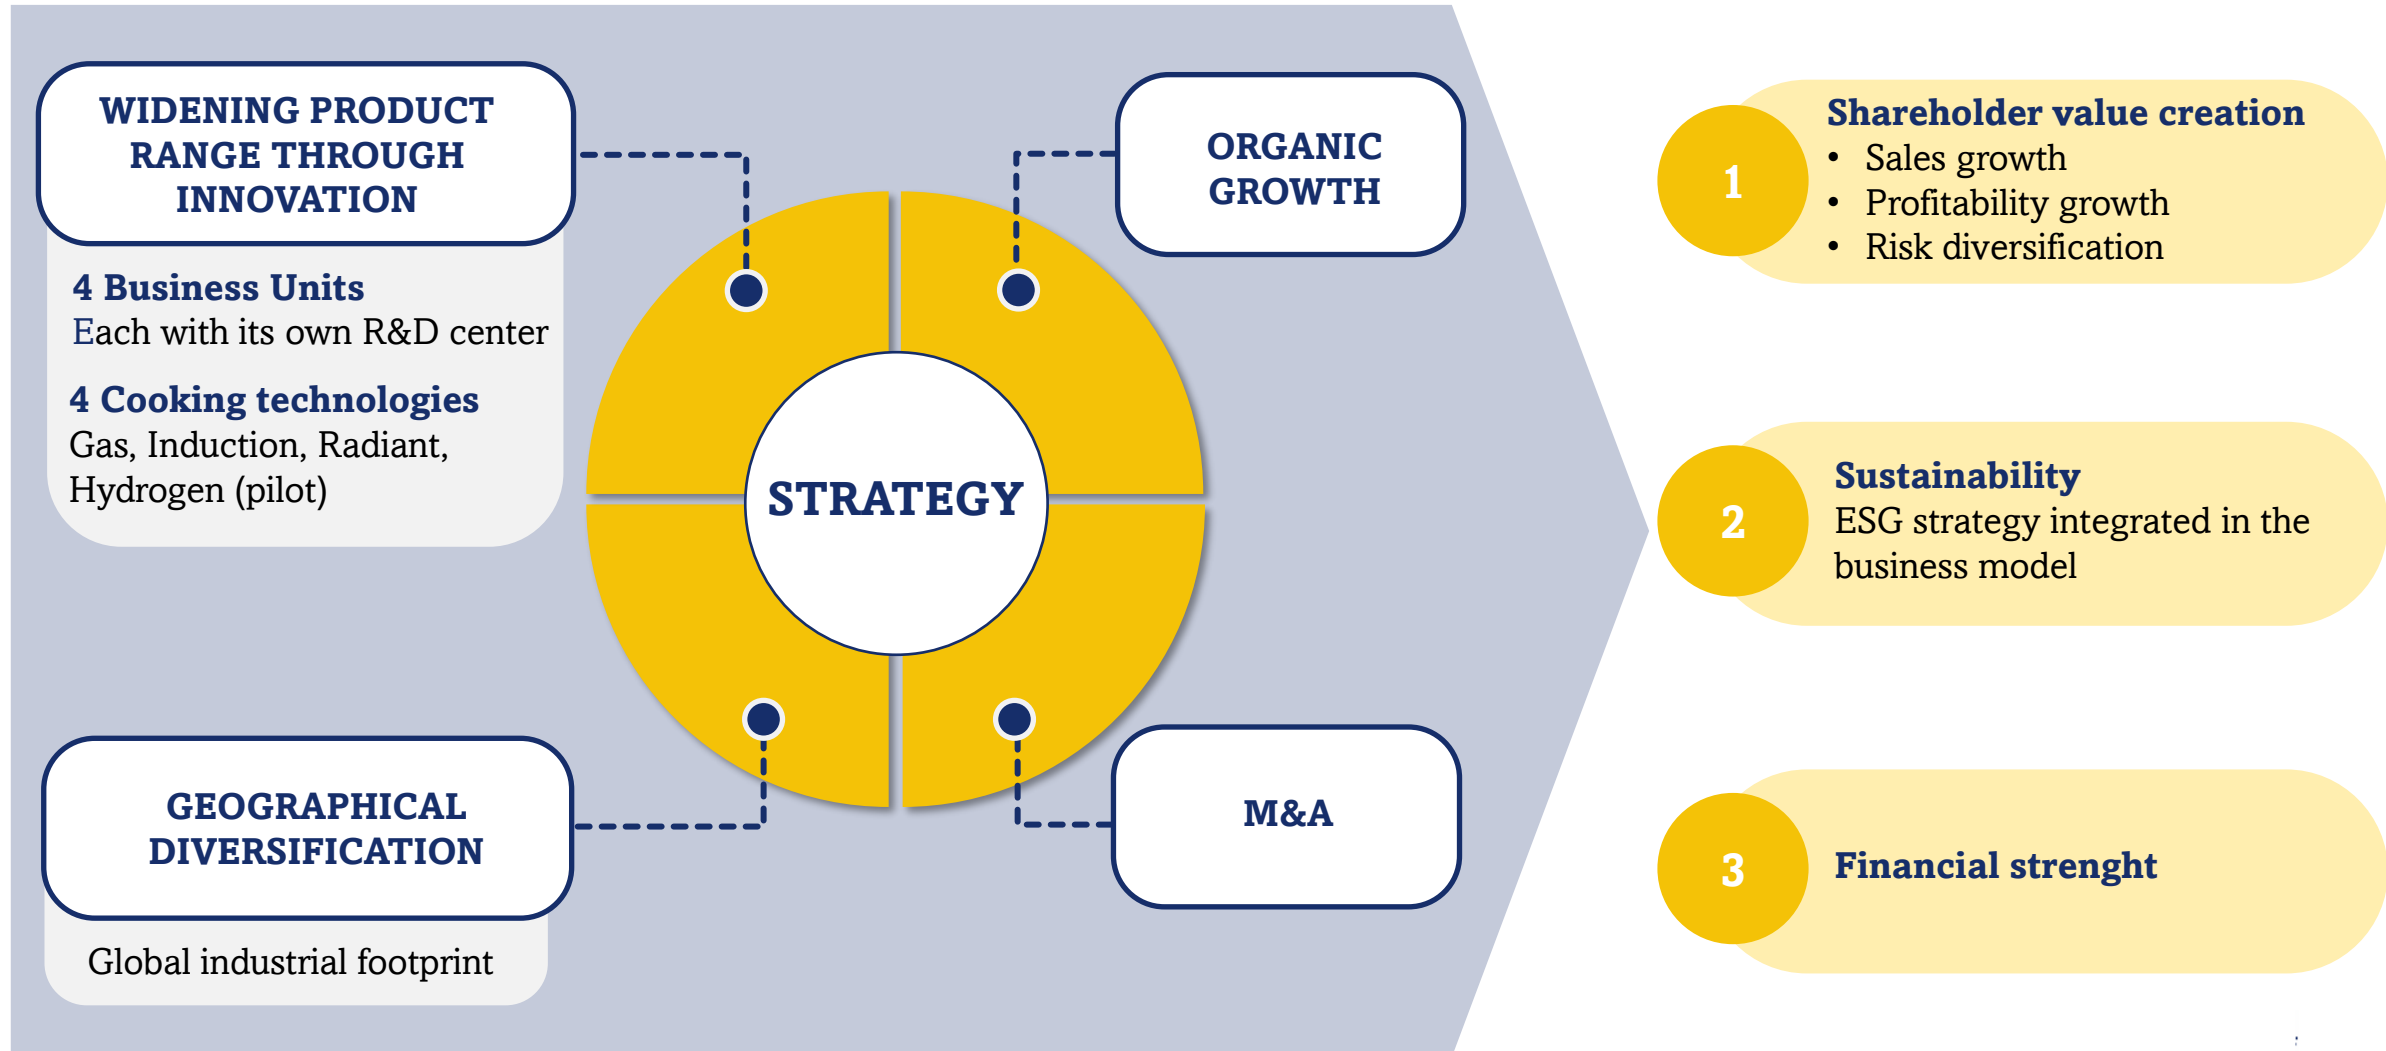 WIDENING PRODUCT
RANGE THROUGH
INNOVATION
4 Business Units
Each with its own R&D center
4 Cooking technologies
Gas, Induction, Radiant,
Hydrogen (pilot)
GEOGRAPHICAL
DIVERSIFICATION
Global industrial footprint
STRATEGY
ORGANIC
GROWTH
M&A
1
Shareholder value creation
• Sales growth
• Profitability growth
• Risk diversification
2
Sustainability
ESG strategy integrated in the
business model
3
Financial strenght